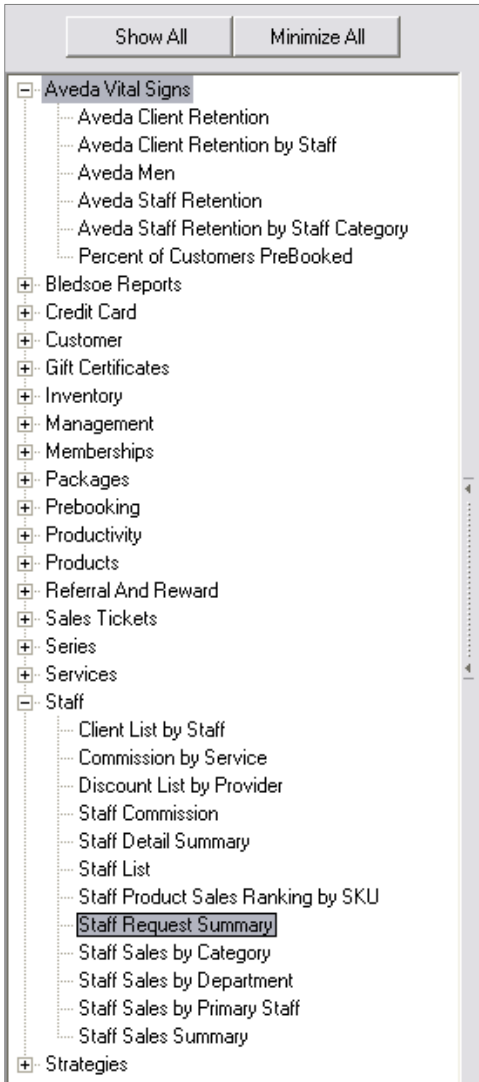 Show All Minimize All
Aveda Vital Signs
Aveda Client Retention
Aveda Client Retention by Staff
Aveda Men
Aveda Staff Retention
Aveda Staff Retention by Staff Category
Percent of Customers PreBooked
Bledsoe Reports
Credit Card
Customer
Gift Certificates
Inventory
Management
Memberships
Packages
Prebooking
Productivity
Products
Referral And Reward
Sales Tickets
Series
Services
Staff
Client List by Staff
Commission by Service
Discount List by Provider
Staff Commission
Staff Detail Summary
Staff List
Staff Product Sales Ranking by SKU
Staff Request Summary
Staff Sales by Category
Staff Sales by Department
Staff Sales by Primary Staff
Staff Sales Summary
Strategies